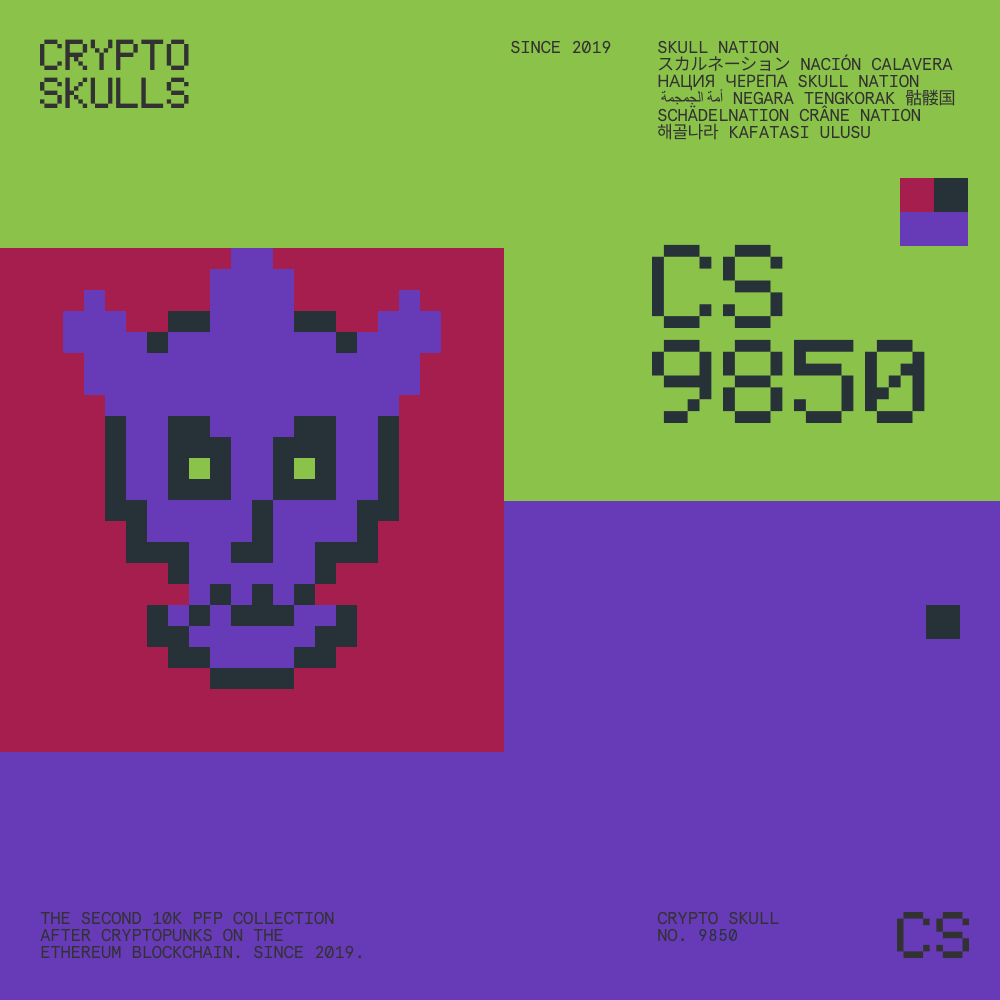 CRYPTO
SKULLS
SINCE 2019
SKULL NATION
スカルネーション NACIÓN CALAVERA
НАЦИЯ ЧЕРЕПА SKULL NATION
أمة الجمجمة NEGARA TENGKORAK 骷髅国
SCHÄDELNATION CRÂNE NATION
해골나라 KAFATASI ULUSU
CS
9850
THE SECOND 10K PFP COLLECTION
AFTER CRYPTOPUNKS ON THE
ETHEREUM BLOCKCHAIN. SINCE 2019.
CRYPTO SKULL
NO. 9850
CS